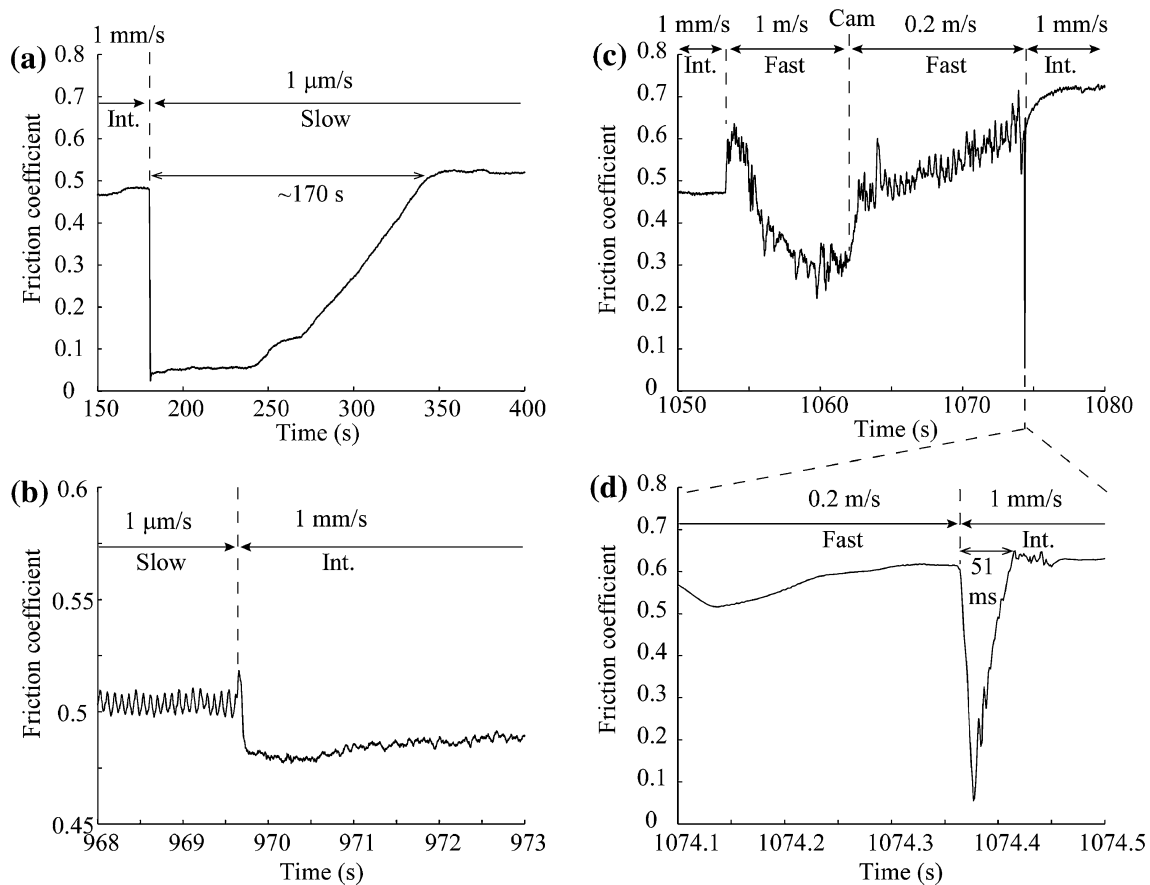 (a)
1 mm/s
1 μm/s
Int.
Slow
~170 s
0.8
0.7
0.6
0.5
0.4
0.3
0.2
0.1
0
Friction coefficient
150 200 250 300 350 400
Time (s)
(b)
0.6
0.55
0.5
0.45
Friction coefficient
1 μm/s 1 mm/s
Slow Int.
968 969 970 971 972 973
Time (s)
(c)
Cam
1 mm/s 1 m/s 0.2 m/s 1 mm/s
Int. Fast Fast Int.
0.8
0.7
0.6
0.5
0.4
0.3
0.2
0.1
0
Friction coefficient
1050 1060 1070 1080
Time (s)
(d)
0.8
0.7
0.6
0.5
0.4
0.3
0.2
0.1
0
Friction coefficient
0.2 m/s 1 mm/s
Fast Int.
51
ms
1074.1 1074.2 1074.3 1074.4 1074.5
Time (s)